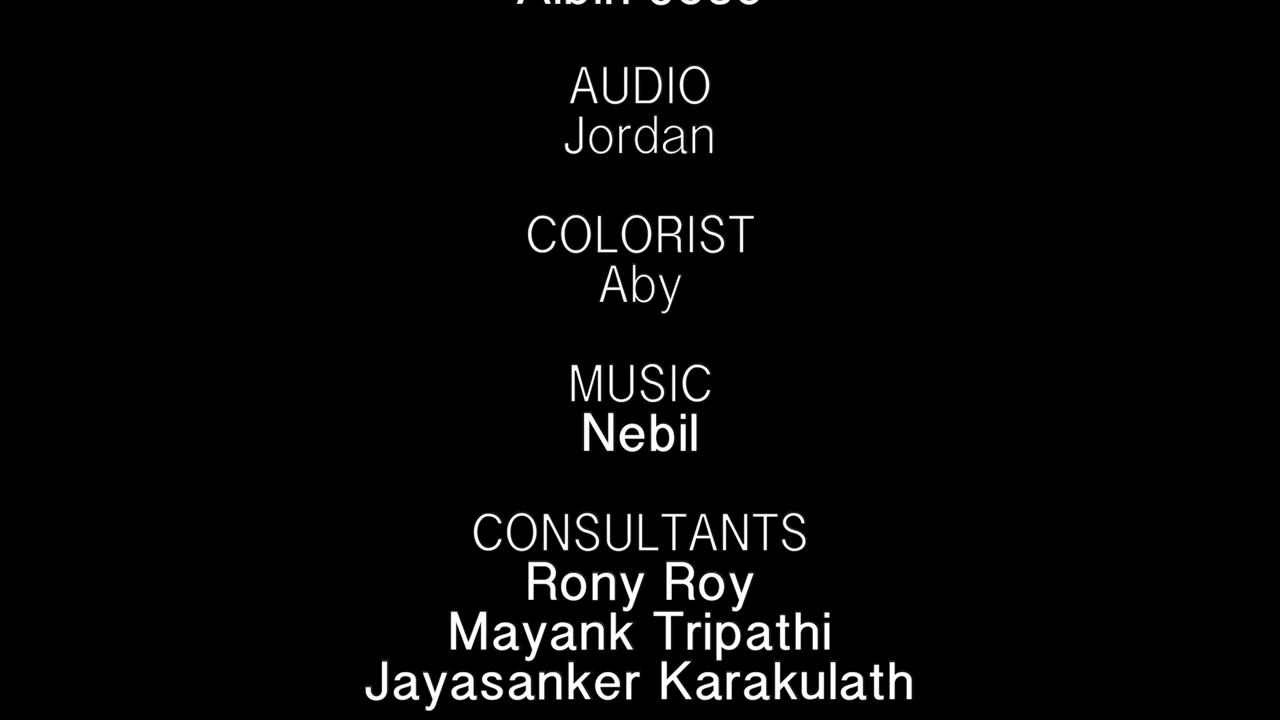 AUDIO
Jordan
COLORIST
Aby
MUSIC
Nebil
CONSULTANTS
Rony Roy
Mayank Tripathi
Jayasanker Karakulath